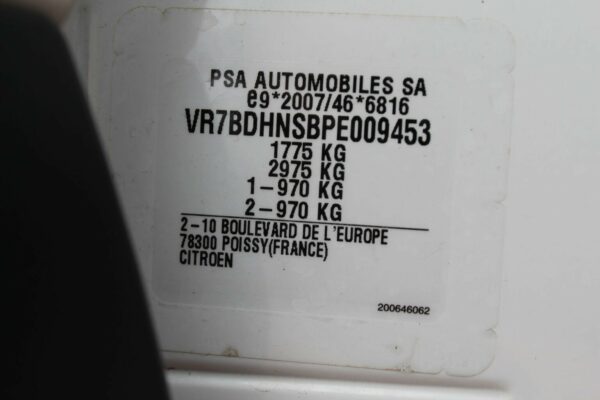 PSA AUTOMOBILES SA
e9*2007/46*6816
VR7BDHNSBPE009453
1775 KG
2975 KG
1-970 KG
2-970 KG
2-10 BOULEVARD DE L'EUROPE
78300 POISSY(FRANCE)
CITROEN
200646062